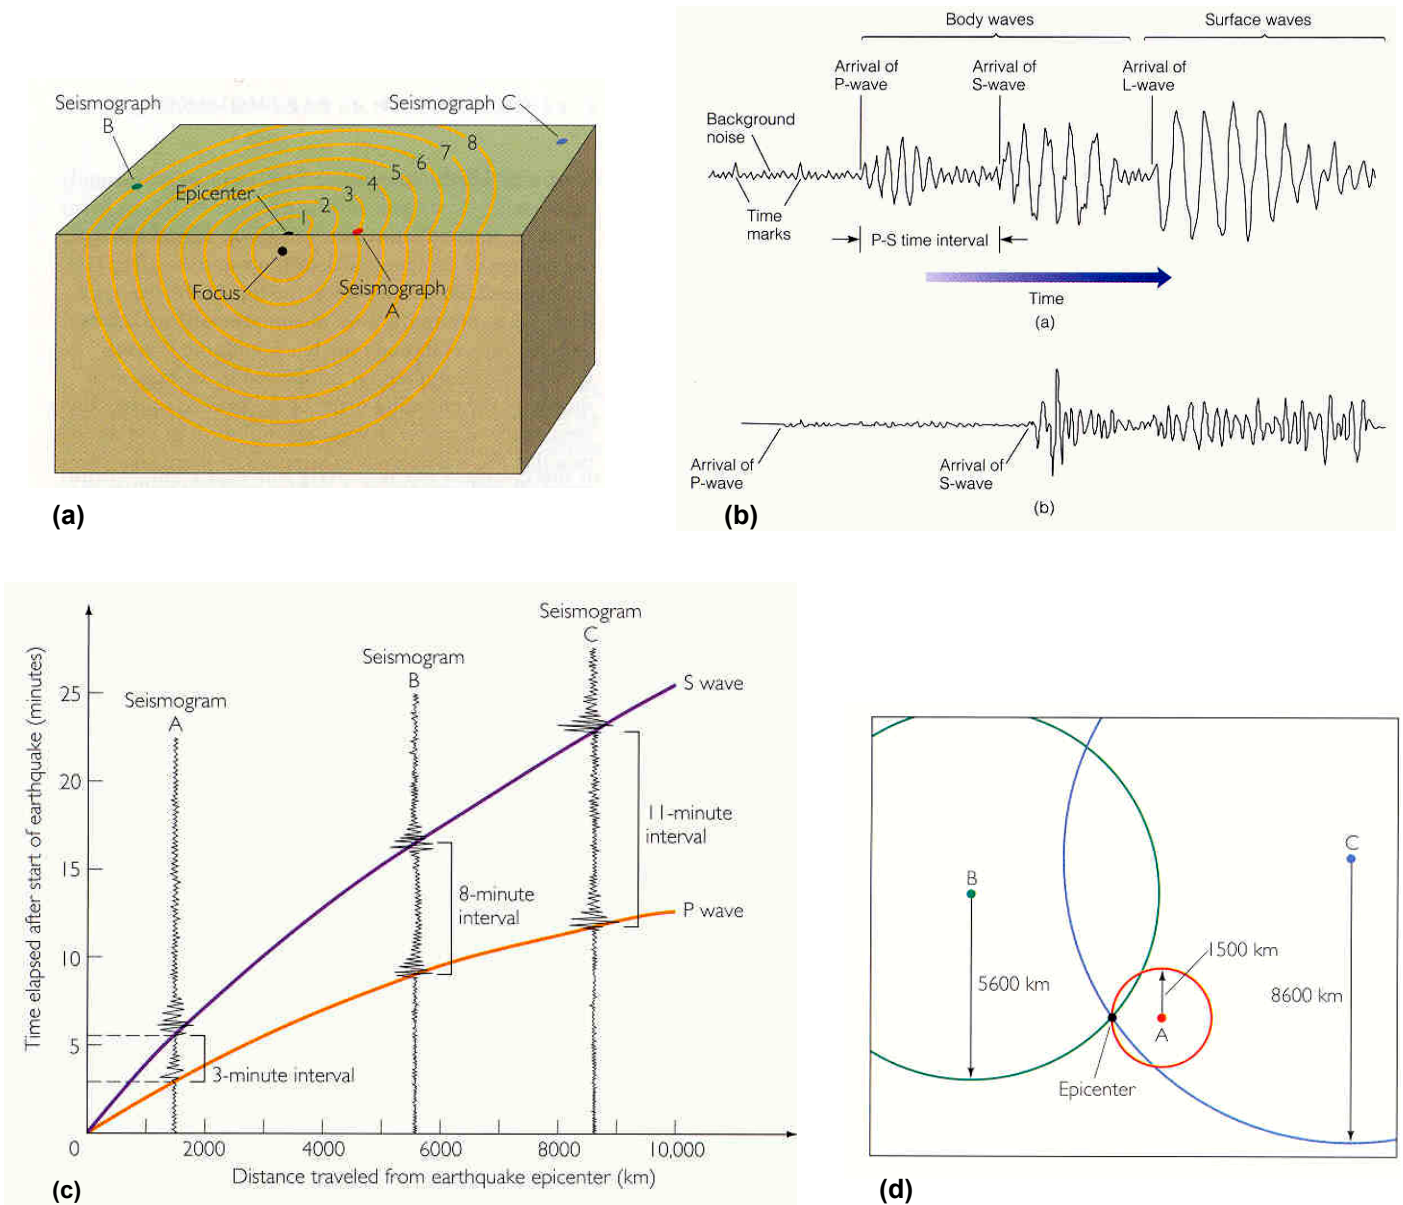 Seismograph
B
Seismograph C
Epicenter
1
2
3
4
5
6
7
8
Focus
Seismograph
A
(a)
Body waves
Surface waves
Arrival of
P-wave
Arrival of
S-wave
Arrival of
L-wave
Background
noise
Time
marks
P-S time interval
Time
(a)
Arrival of
P-wave
Arrival of
S-wave
(b)
(b)
Time elapsed after start of earthquake (minutes)
25
20
15
10
5
0
2000
4000
6000
8000
10,000
Distance traveled from earthquake epicenter (km)
Seismogram
A
Seismogram
B
Seismogram
C
S wave
P wave
3-minute interval
8-minute
interval
11-minute
interval
(c)
B
C
5600 km
1500 km
8600 km
A
Epicenter
(d)